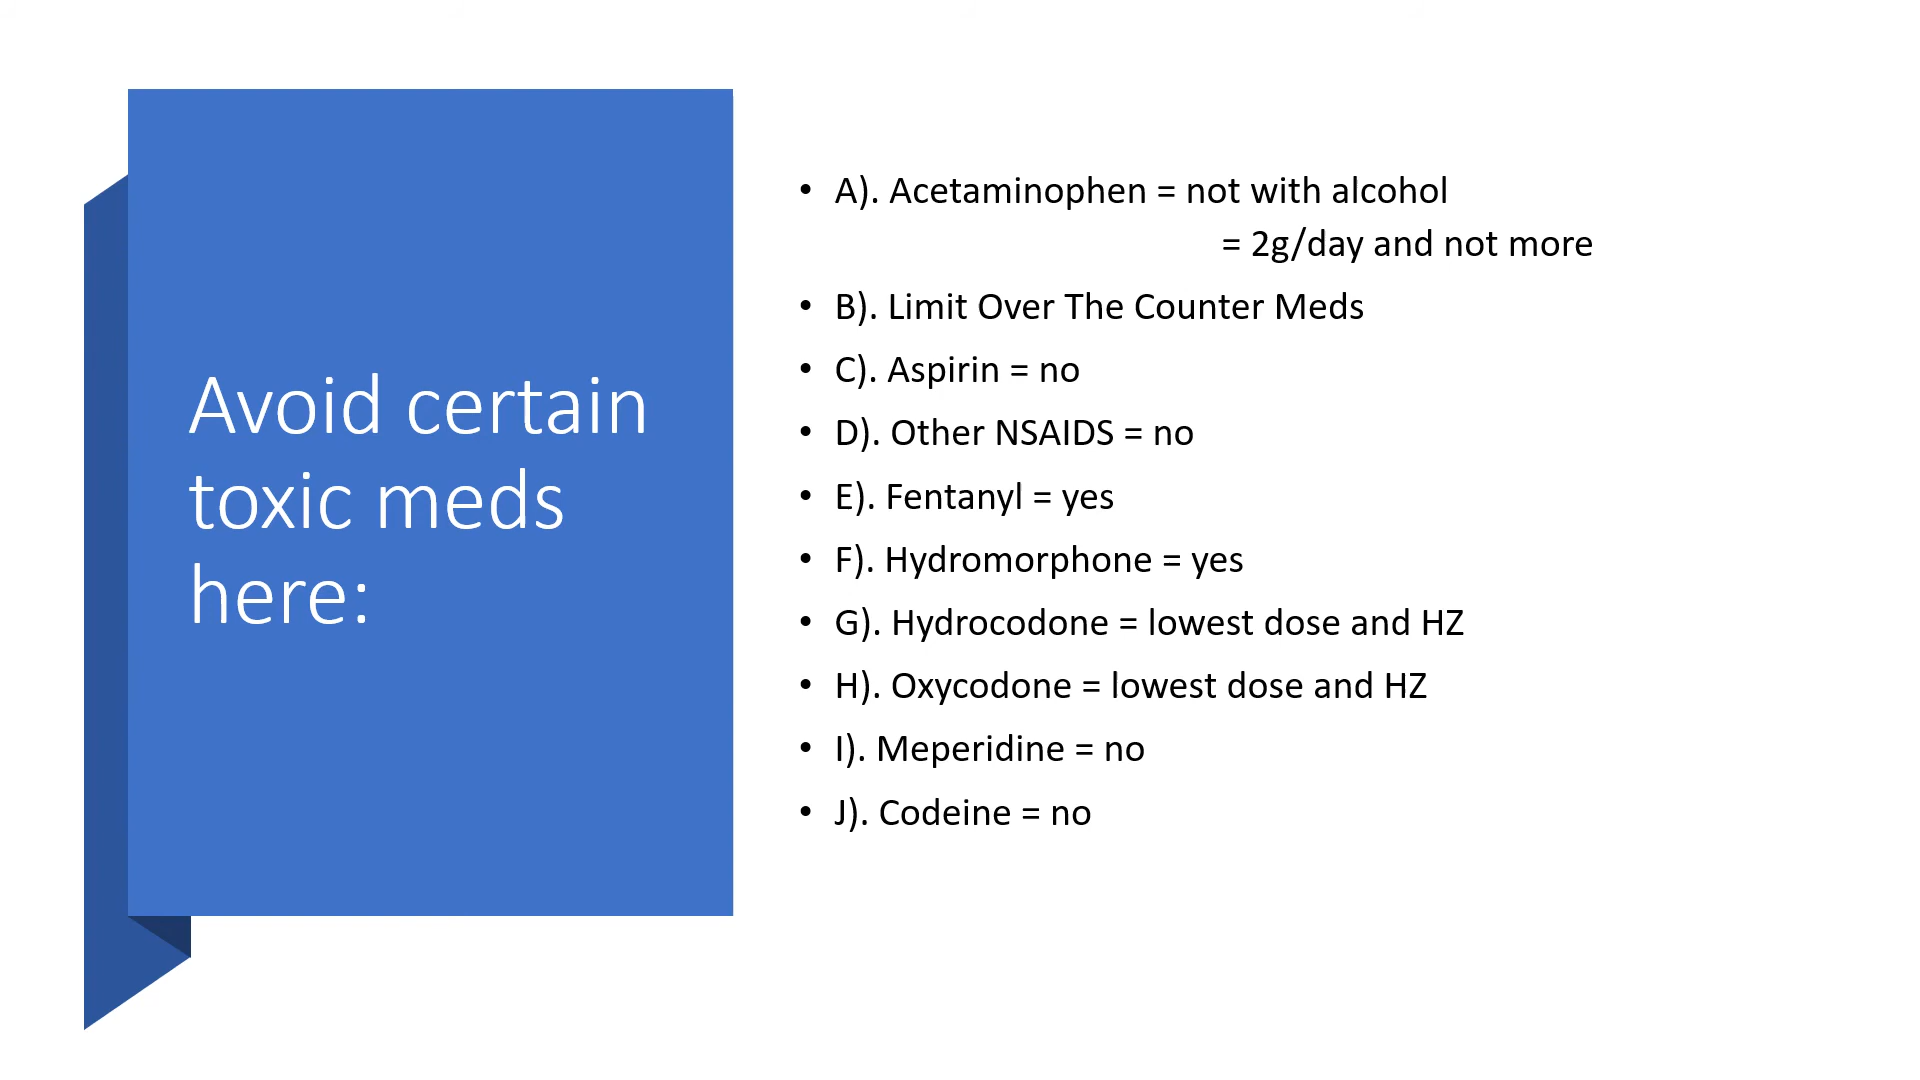 Avoid certain
toxic meds
here:
• A). Acetaminophen = not with alcohol
= 2g/day and not more
• B). Limit Over The Counter Meds
• C). Aspirin = no
• D). Other NSAIDS = no
• E). Fentanyl = yes
• F). Hydromorphone = yes
• G). Hydrocodone = lowest dose and HZ
• H). Oxycodone = lowest dose and HZ
• I). Meperidine = no
• J). Codeine = no